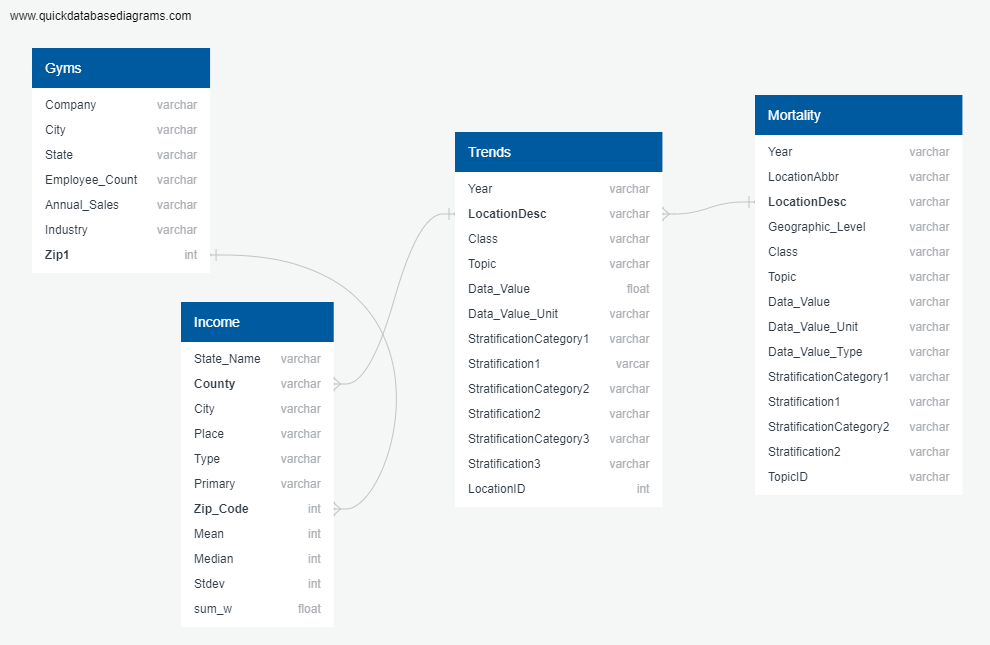 www.quickdatabasediagrams.com
Gyms
Company varchar
City varchar
State varchar
Employee_Count varchar
Annual_Sales varchar
Industry varchar
Zip1 int
Income
State_Name varchar
County varchar
City varchar
Place varchar
Type varchar
Primary varchar
Zip_Code int
Mean int
Median int
Stdev int
sum_w float
Trends
Year varchar
LocationDesc varchar
Class varchar
Topic varchar
Data_Value float
Data_Value_Unit varchar
StratificationCategory1 varchar
Stratification1 varcar
StratificationCategory2 varchar
Stratification2 varchar
StratificationCategory3 varchar
Stratification3 varchar
LocationID int
Mortality
Year varchar
LocationAbbr varchar
LocationDesc varchar
Geographic_Level varchar
Class varchar
Topic varchar
Data_Value varchar
Data_Value_Unit varchar
Data_Value_Type varchar
StratificationCategory1 varchar
Stratification1 varchar
StratificationCategory2 varchar
Stratification2 varchar
TopicID varchar